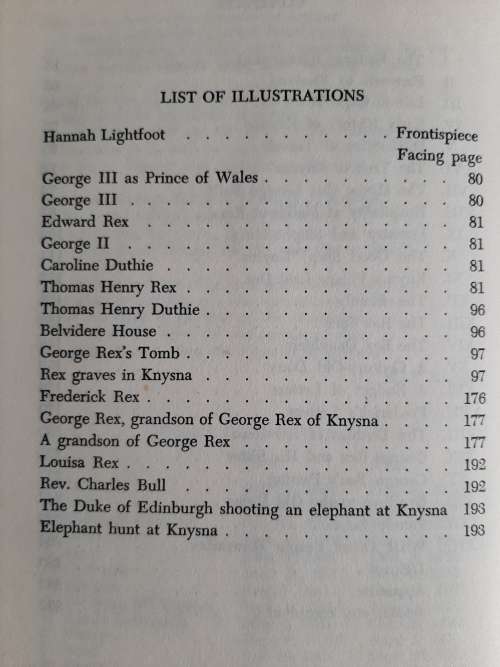 LIST OF ILLUSTRATIONS
Hannah Lightfoot . . . . . . . . . . . Frontispiece
Facing page
George III as Prince of Wales . . . . . . . . . 80
George III . . . . . . . . . . . . . . 80
Edward Rex . . . . . . . . . . . . . 81
George II . . . . . . . . . . . . . . 81
Caroline Duthie . . . . . . . . . . . . 81
Thomas Henry Rex . . . . . . . . . . . 81
Thomas Henry Duthie . . . . . . . . . . 96
Belvidere House . . . . . . . . . . . . 96
George Rex's Tomb . . . . . . . . . . . 97
Rex graves in Knysna . . . . . . . . . . 97
Frederick Rex . . . . . . . . . . . . 176
George Rex, grandson of George Rex of Knysna . . . . 177
A grandson of George Rex . . . . . . . . . 177
Louisa Rex . . . . . . . . . . . . . 192
Rev. Charles Bull . . . . . . . . . . . 192
The Duke of Edinburgh shooting an elephant at Knysna 193
Elephant hunt at Knysna . . . . . . . . . 193